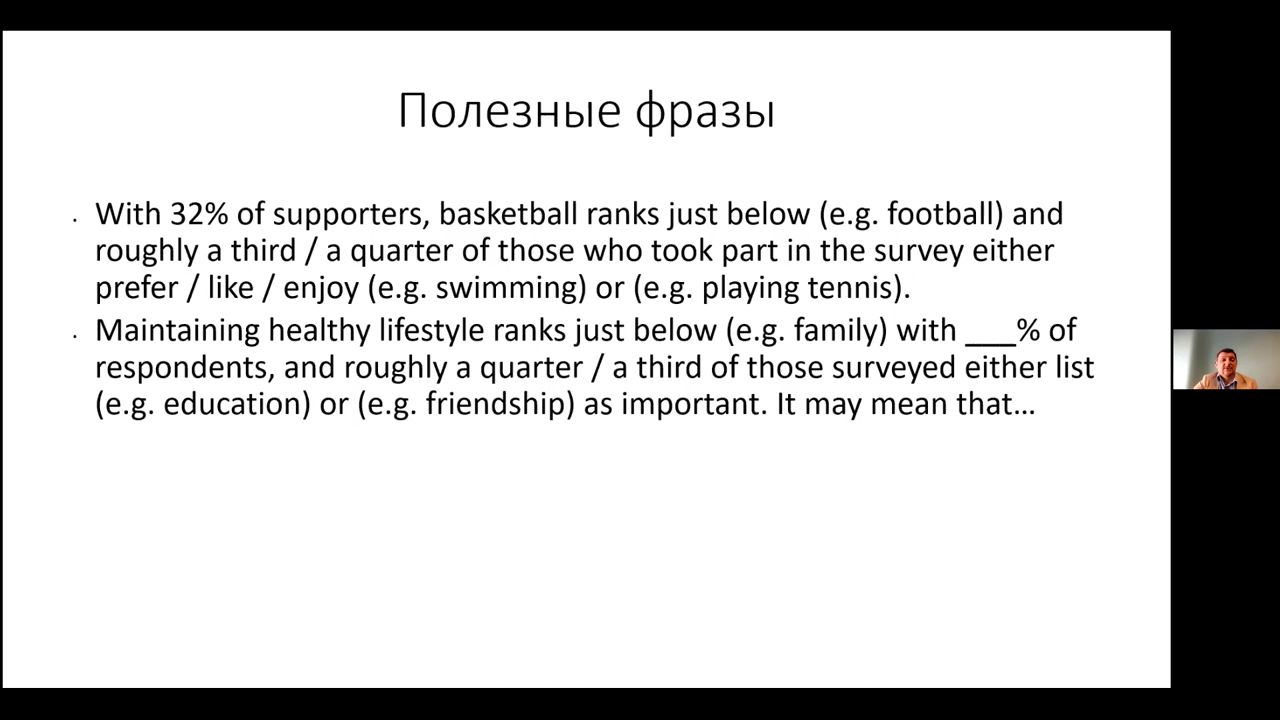 Полезные фразы
· With 32% of supporters, basketball ranks just below (e.g. football) and
roughly a third / a quarter of those who took part in the survey either
prefer / like / enjoy (e.g. swimming) or (e.g. playing tennis).
· Maintaining healthy lifestyle ranks just below (e.g. family) with ___% of
respondents, and roughly a quarter / a third of those surveyed either list
(e.g. education) or (e.g. friendship) as important. It may mean that…